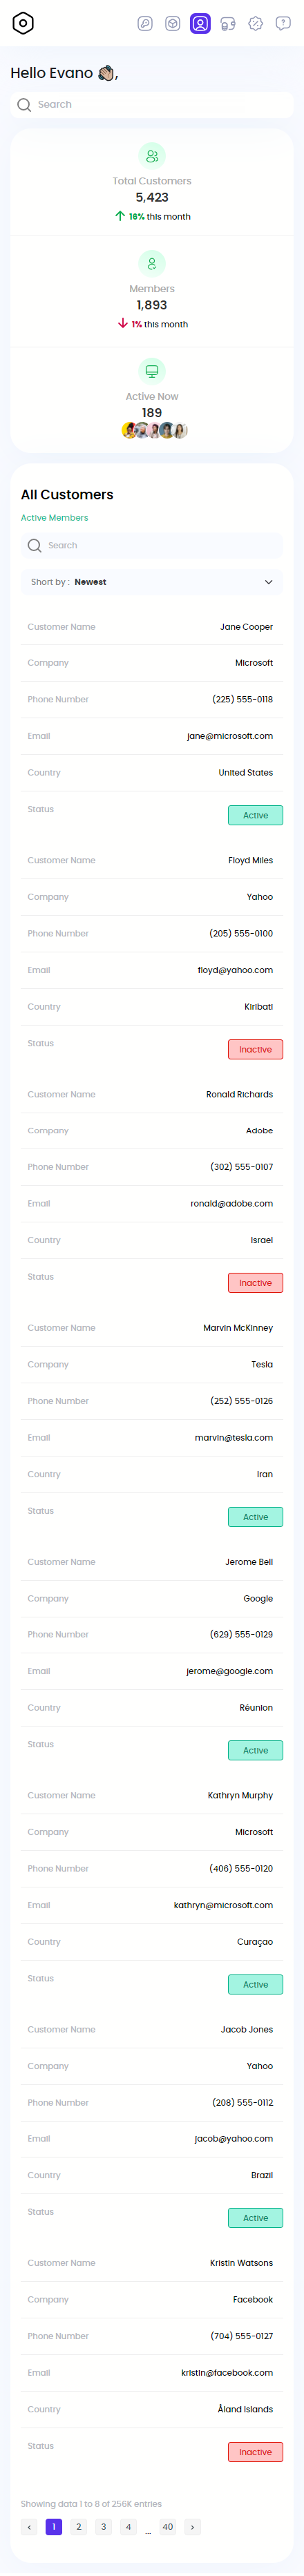 Hello Evano 👋🏼,
Search
Total Customers
5,423
16% this month
Members
1,893
1% this month
Active Now
189
All Customers
Active Members
Search
Short by : Newest
Customer Name Jane Cooper
Company Microsoft
Phone Number (225) 555-0118
Email jane@microsoft.com
Country United States
Status Active
Customer Name Floyd Miles
Company Yahoo
Phone Number (205) 555-0100
Email floyd@yahoo.com
Country Kiribati
Status Inactive
Customer Name Ronald Richards
Company Adobe
Phone Number (302) 555-0107
Email ronald@adobe.com
Country Israel
Status Inactive
Customer Name Marvin McKinney
Company Tesla
Phone Number (252) 555-0126
Email marvin@tesla.com
Country Iran
Status Active
Customer Name Jerome Bell
Company Google
Phone Number (629) 555-0129
Email jerome@google.com
Country Réunion
Status Active
Customer Name Kathryn Murphy
Company Microsoft
Phone Number (406) 555-0120
Email kathryn@microsoft.com
Country Curaçao
Status Active
Customer Name Jacob Jones
Company Yahoo
Phone Number (208) 555-0112
Email jacob@yahoo.com
Country Brazil
Status Active
Customer Name Kristin Watsons
Company Facebook
Phone Number (704) 555-0127
Email kristin@facebook.com
Country Åland Islands
Status Inactive
Showing data 1 to 8 of 256K entries
‹ 1 2 3 4 ... 40 ›